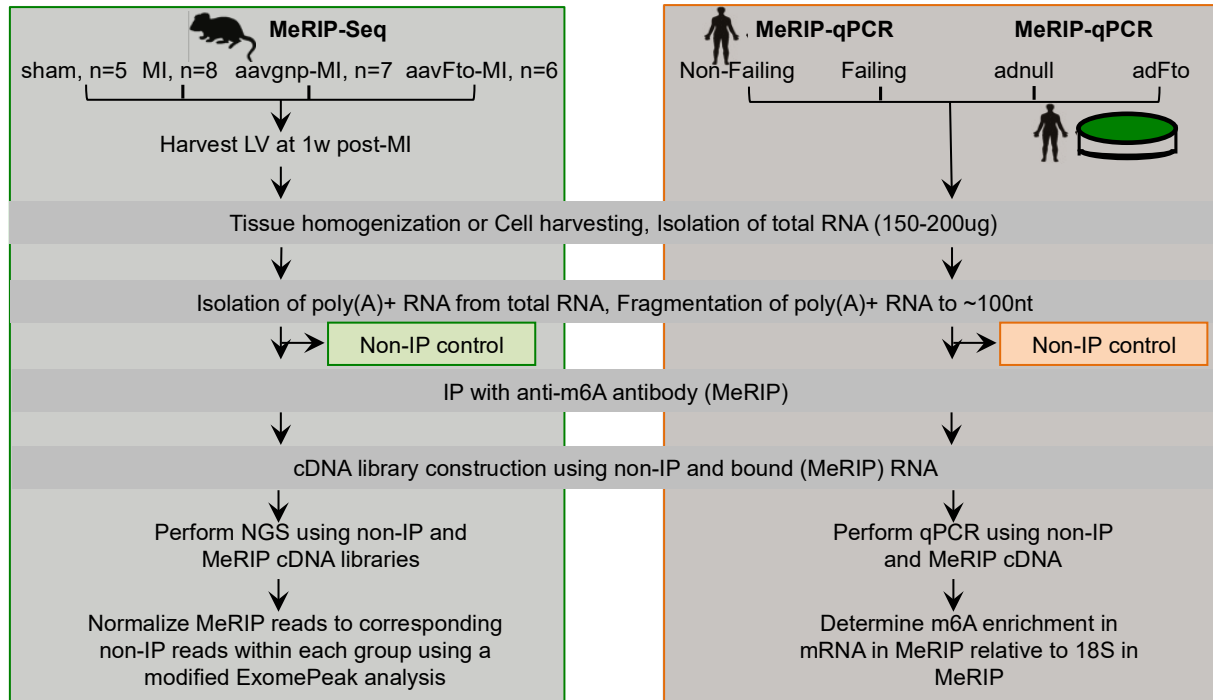 MeRIP-Seq
sham, n=5 MI, n=8 aavgnp-MI, n=7 aavFto-MI, n=6
Harvest LV at 1w post-MI
MeRIP-qPCR MeRIP-qPCR
Non-Failing Failing adnull adFto
Tissue homogenization or Cell harvesting, Isolation of total RNA (150-200ug)
Isolation of poly(A)+ RNA from total RNA, Fragmentation of poly(A)+ RNA to ~100nt
Non-IP control
Non-IP control
IP with anti-m6A antibody (MeRIP)
cDNA library construction using non-IP and bound (MeRIP) RNA
Perform NGS using non-IP and
MeRIP cDNA libraries
Normalize MeRIP reads to corresponding
non-IP reads within each group using a
modified ExomePeak analysis
Perform qPCR using non-IP
and MeRIP cDNA
Determine m6A enrichment in
mRNA in MeRIP relative to 18S in
MeRIP